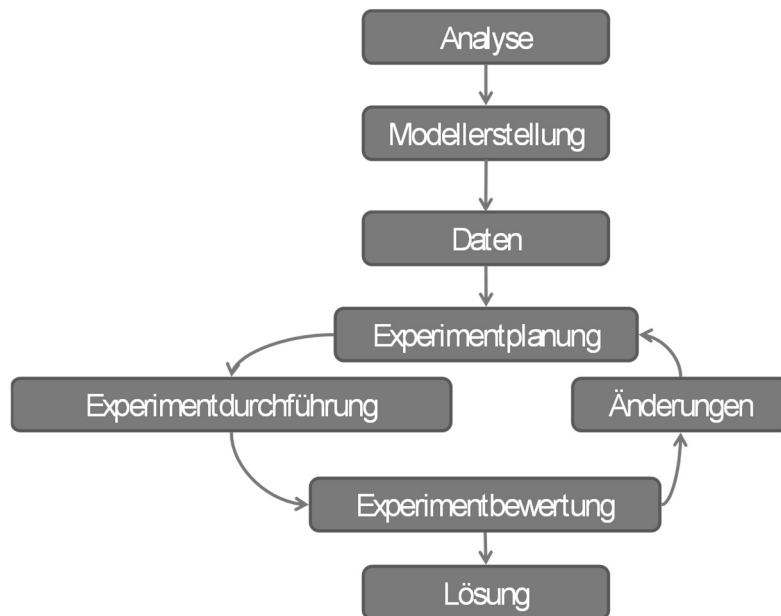 Analyse
Modellerstellung
Daten
Experimentplanung
Experimentdurchführung
Änderungen
Experimentbewertung
Lösung